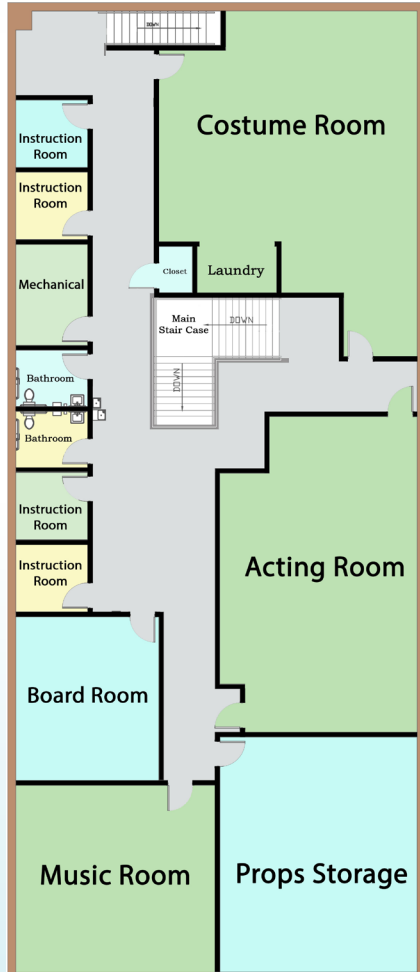 DOWN
Costume Room
Instruction
Room
Instruction
Room
Mechanical
Closet
Laundry
Main
Stair Case
DOWN
DOWN
Bathroom
Bathroom
Instruction
Room
Instruction
Room
Acting Room
Board Room
Music Room
Props Storage